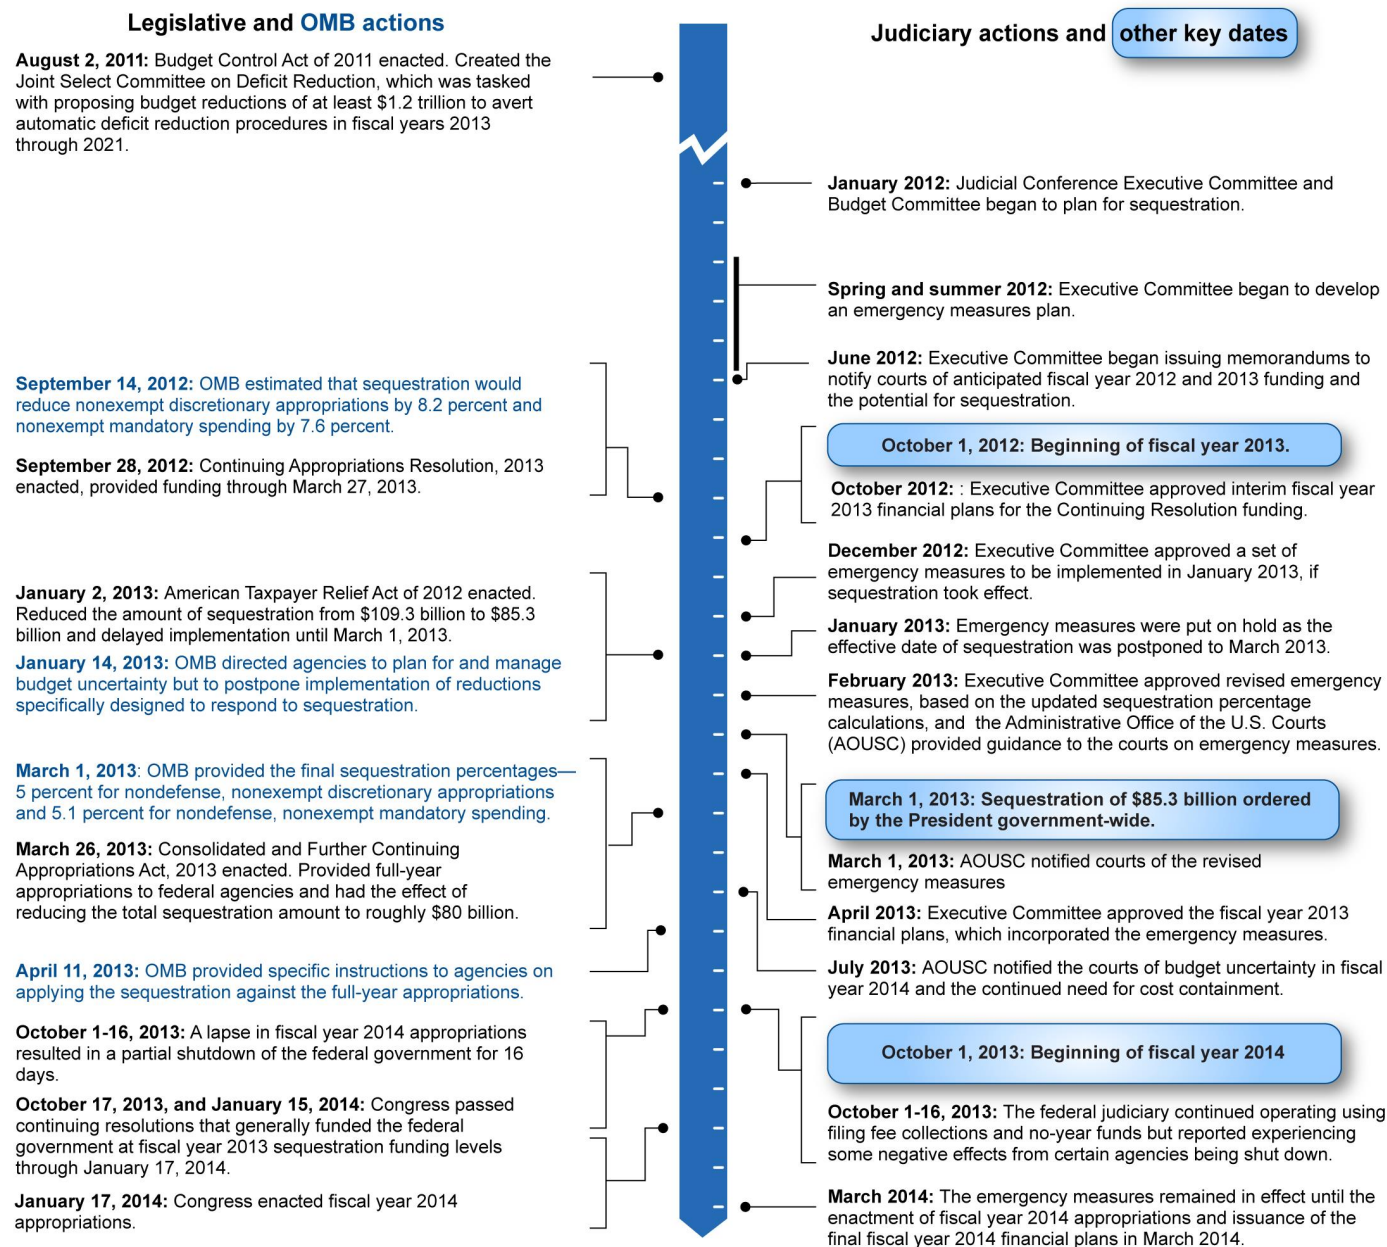 Legislative and OMB actions
August 2, 2011: Budget Control Act of 2011 enacted. Created the
Joint Select Committee on Deficit Reduction, which was tasked
with proposing budget reductions of at least $1.2 trillion to avert
automatic deficit reduction procedures in fiscal years 2013
through 2021.
September 14, 2012: OMB estimated that sequestration would
reduce nonexempt discretionary appropriations by 8.2 percent and
nonexempt mandatory spending by 7.6 percent.
September 28, 2012: Continuing Appropriations Resolution, 2013
enacted, provided funding through March 27, 2013.
January 2, 2013: American Taxpayer Relief Act of 2012 enacted.
Reduced the amount of sequestration from $109.3 billion to $85.3
billion and delayed implementation until March 1, 2013.
January 14, 2013: OMB directed agencies to plan for and manage
budget uncertainty but to postpone implementation of reductions
specifically designed to respond to sequestration.
March 1, 2013: OMB provided the final sequestration percentages—
5 percent for nondefense, nonexempt discretionary appropriations
and 5.1 percent for nondefense, nonexempt mandatory spending.
March 26, 2013: Consolidated and Further Continuing
Appropriations Act, 2013 enacted. Provided full-year
appropriations to federal agencies and had the effect of
reducing the total sequestration amount to roughly $80 billion.
April 11, 2013: OMB provided specific instructions to agencies on
applying the sequestration against the full-year appropriations.
October 1-16, 2013: A lapse in fiscal year 2014 appropriations
resulted in a partial shutdown of the federal government for 16
days.
October 17, 2013, and January 15, 2014: Congress passed
continuing resolutions that generally funded the federal
government at fiscal year 2013 sequestration funding levels
through January 17, 2014.
January 17, 2014: Congress enacted fiscal year 2014
appropriations.
Judiciary actions and other key dates
January 2012: Judicial Conference Executive Committee and
Budget Committee began to plan for sequestration.
Spring and summer 2012: Executive Committee began to develop
an emergency measures plan.
June 2012: Executive Committee began issuing memorandums to
notify courts of anticipated fiscal year 2012 and 2013 funding and
the potential for sequestration.
October 1, 2012: Beginning of fiscal year 2013.
October 2012: : Executive Committee approved interim fiscal year
2013 financial plans for the Continuing Resolution funding.
December 2012: Executive Committee approved a set of
emergency measures to be implemented in January 2013, if
sequestration took effect.
January 2013: Emergency measures were put on hold as the
effective date of sequestration was postponed to March 2013.
February 2013: Executive Committee approved revised emergency
measures, based on the updated sequestration percentage
calculations, and the Administrative Office of the U.S. Courts
(AOUSC) provided guidance to the courts on emergency measures.
March 1, 2013: Sequestration of $85.3 billion ordered
by the President government-wide.
March 1, 2013: AOUSC notified courts of the revised
emergency measures
April 2013: Executive Committee approved the fiscal year 2013
financial plans, which incorporated the emergency measures.
July 2013: AOUSC notified the courts of budget uncertainty in fiscal
year 2014 and the continued need for cost containment.
October 1, 2013: Beginning of fiscal year 2014
October 1-16, 2013: The federal judiciary continued operating using
filing fee collections and no-year funds but reported experiencing
some negative effects from certain agencies being shut down.
March 2014: The emergency measures remained in effect until the
enactment of fiscal year 2014 appropriations and issuance of the
final fiscal year 2014 financial plans in March 2014.